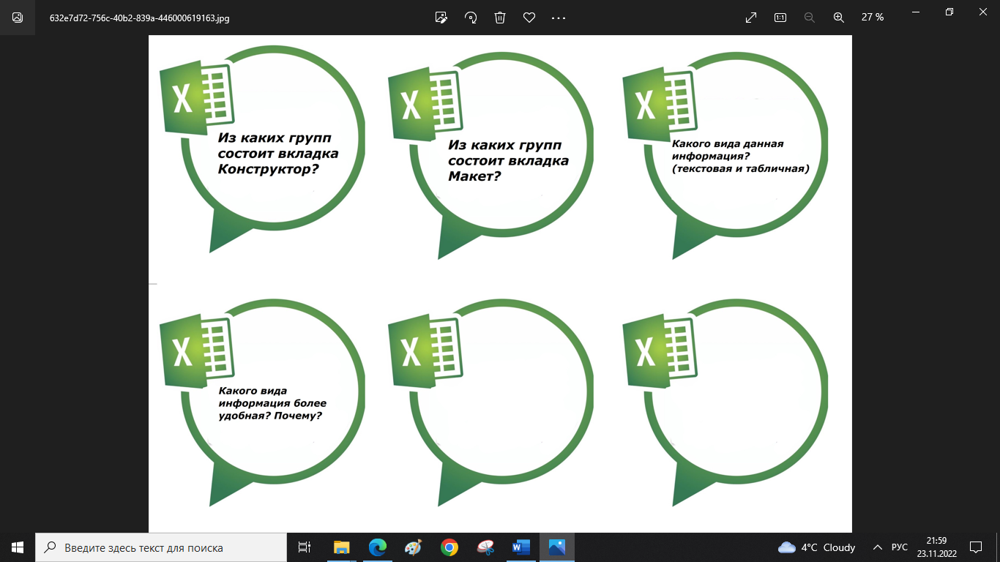 632e7d72-756c-40b2-839a-446000619163.jpg
27 %
X
Из каких групп
состоит вкладка
Конструктор?
X
Из каких групп
состоит вкладка
Макет?
X
Какого вида данная
информация?
(текстовая и табличная)
X
Какого вида
информация более
удобная? Почему?
X
X
Введите здесь текст для поиска
4°C Cloudy
РУС
21:59
23.11.2022